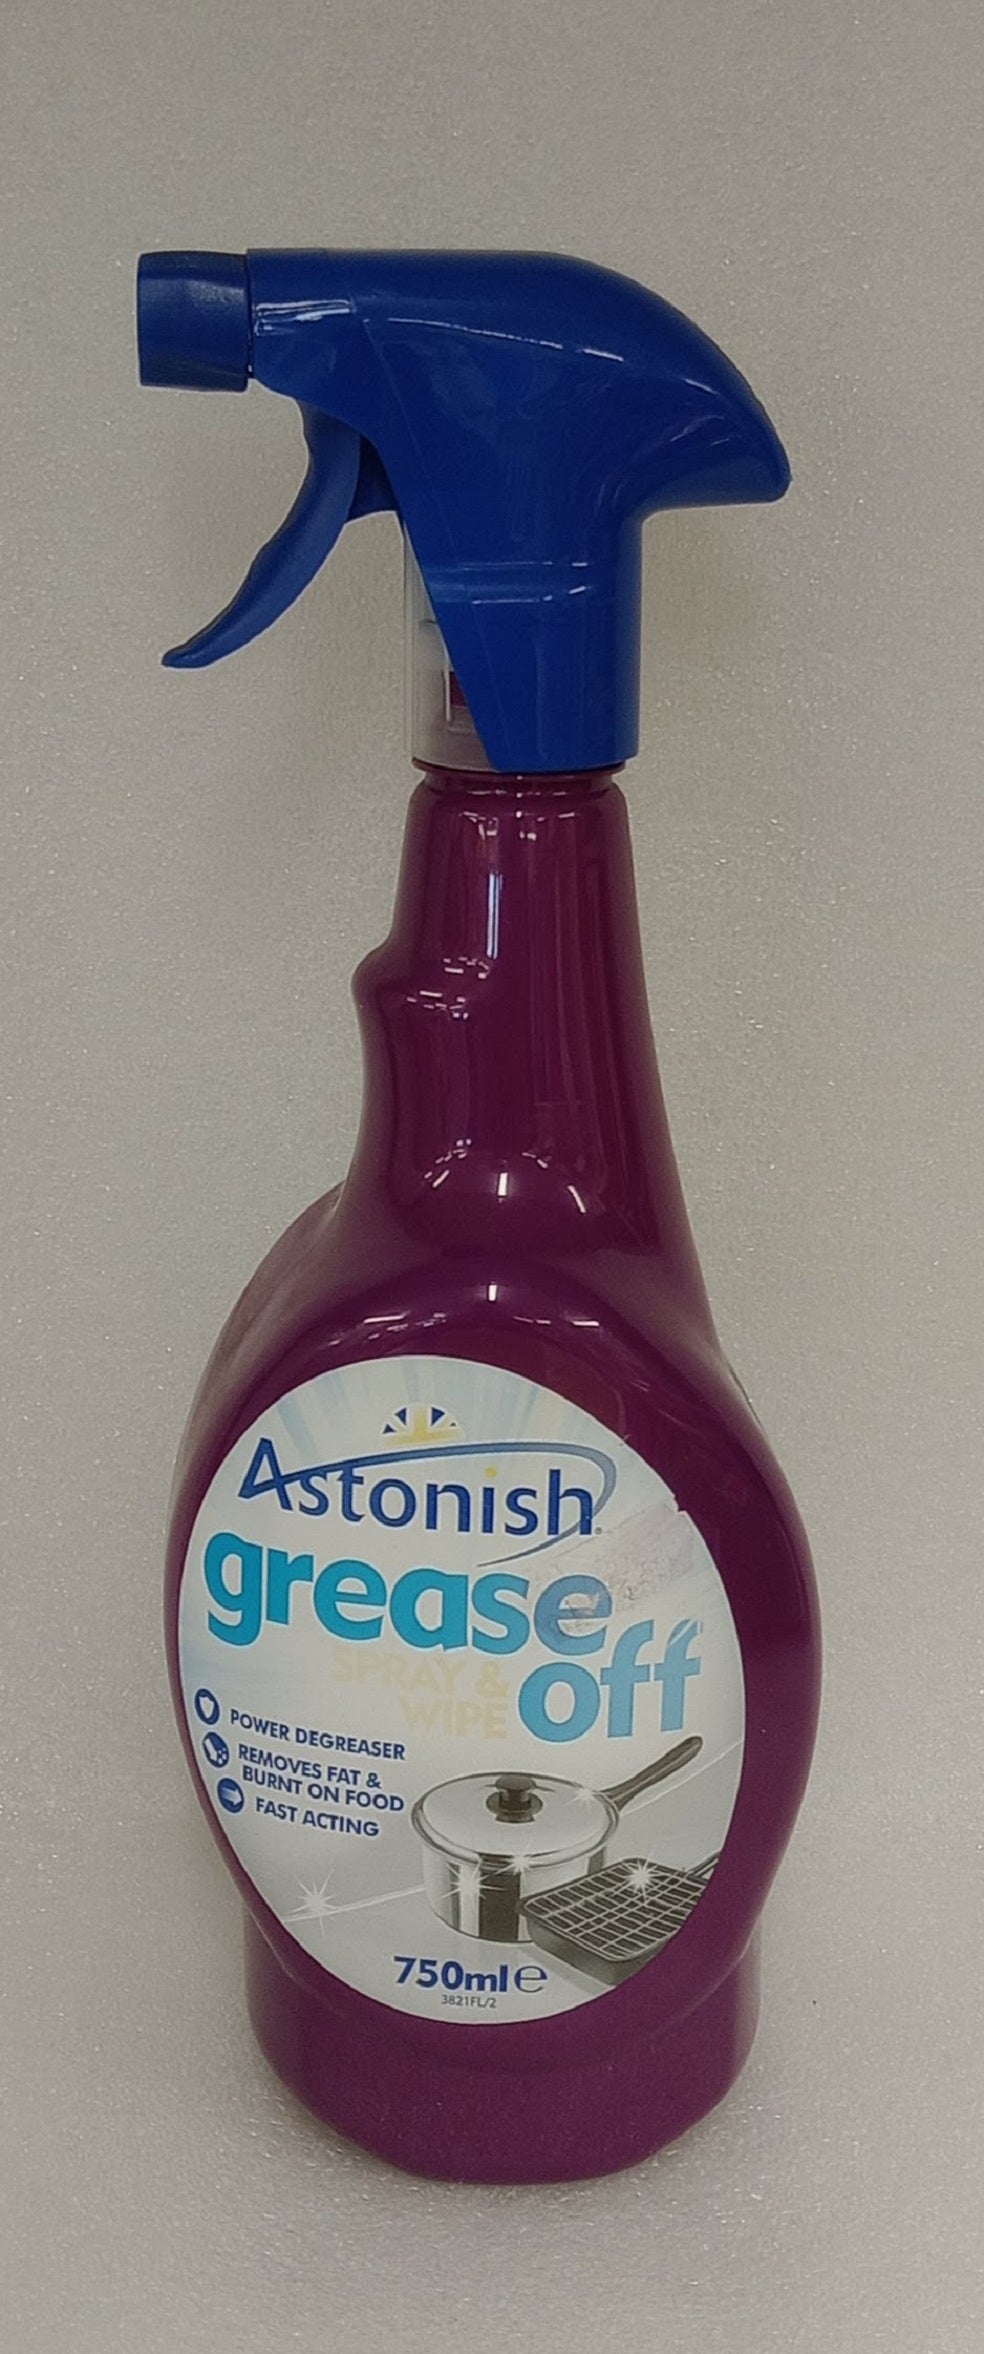 Astonish
grease
SPRAY &
WIPE
off
POWER DEGREASER
REMOVES FAT &
BURNT ON FOOD
FAST ACTING
750ml e
3821FL/2